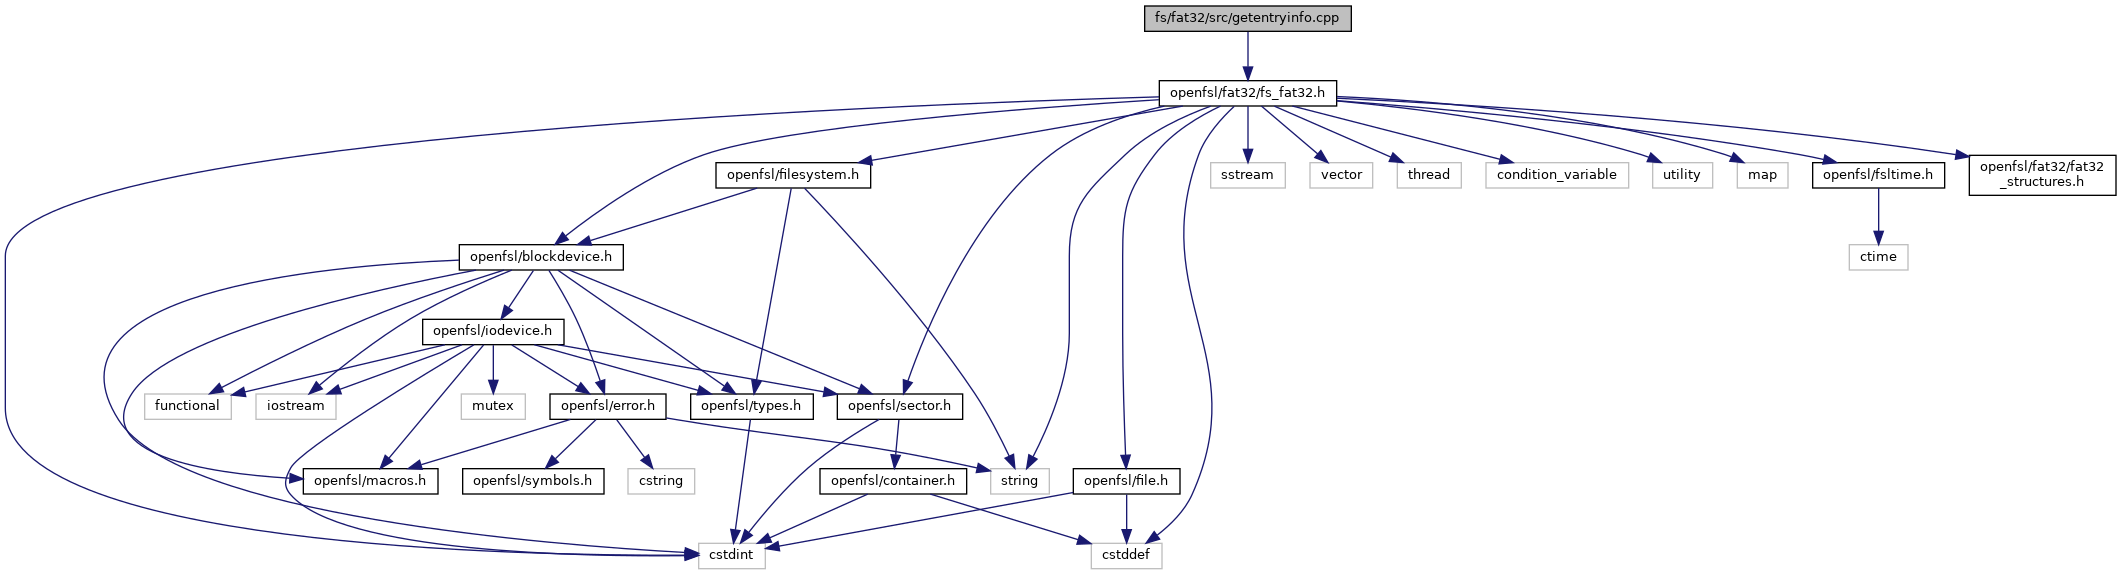 fs/fat32/src/getentryinfo.cpp
openfsl/fat32/fs_fat32.h
openfsl/filesystem.h
sstream
vector
thread
condition_variable
utility
map
openfsl/fsltime.h
openfsl/fat32/fat32
_structures.h
openfsl/blockdevice.h
ctime
openfsl/iodevice.h
functional
iostream
mutex
openfsl/error.h
openfsl/types.h
openfsl/sector.h
openfsl/macros.h
openfsl/symbols.h
cstring
openfsl/container.h
string
openfsl/file.h
cstdint
cstddef